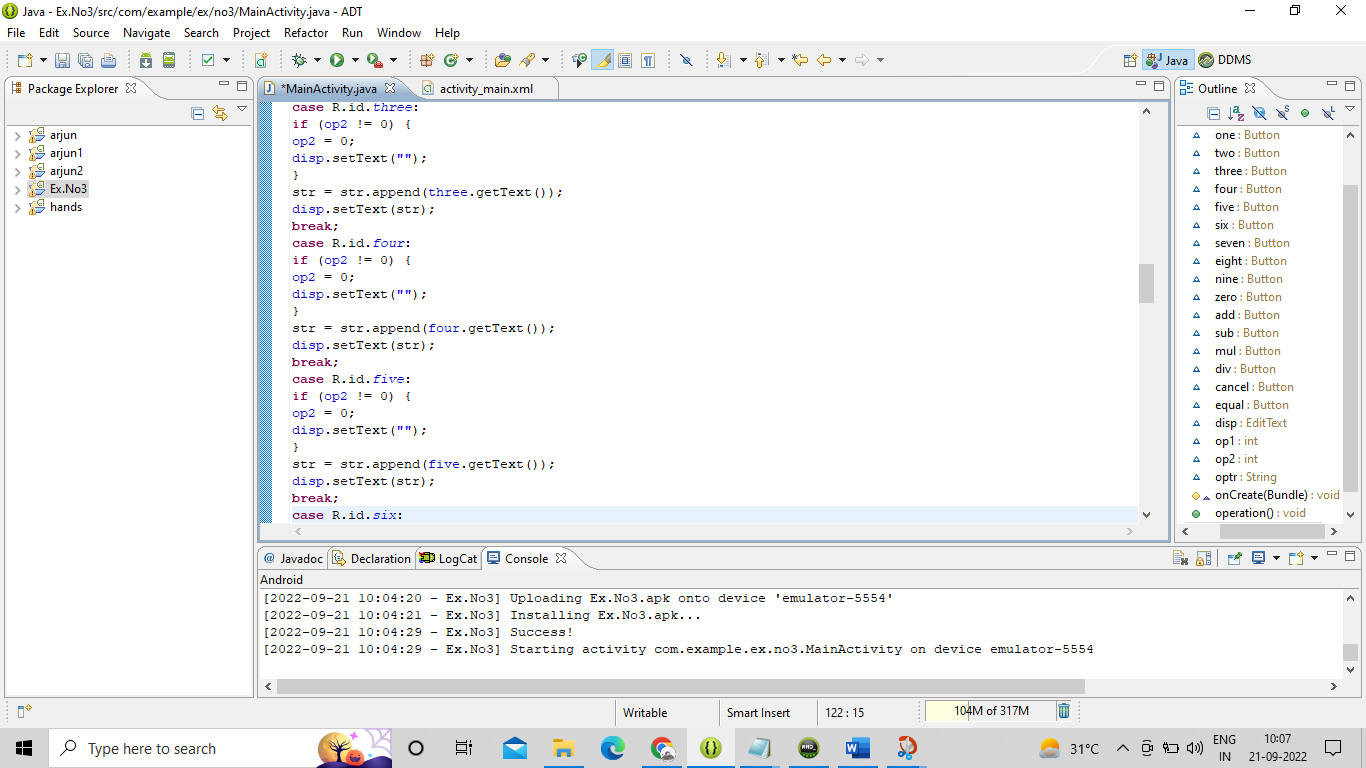 Java - Ex.No3/src/com/example/ex/no3/MainActivity.java - ADT
File Edit Source Navigate Search Project Refactor Run Window Help
Java DDMS
Package Explorer
arjun
arjun1
arjun2
Ex.No3
hands
*MainActivity.java activity_main.xml
case R.id.three:
if (op2 != 0) {
op2 = 0;
disp.setText("");
}
str = str.append(three.getText());
disp.setText(str);
break;
case R.id.four:
if (op2 != 0) {
op2 = 0;
disp.setText("");
}
str = str.append(four.getText());
disp.setText(str);
break;
case R.id.five:
if (op2 != 0) {
op2 = 0;
disp.setText("");
}
str = str.append(five.getText());
disp.setText(str);
break;
case R.id.six:
Outline
one : Button
two : Button
three : Button
four : Button
five : Button
six : Button
seven : Button
eight : Button
nine : Button
zero : Button
add : Button
sub : Button
mul : Button
div : Button
cancel : Button
equal : Button
disp : EditText
op1 : int
op2 : int
optr : String
onCreate(Bundle) : void
operation() : void
@ Javadoc Declaration LogCat Console
Android
[2022-09-21 10:04:20 - Ex.No3] Uploading Ex.No3.apk onto device 'emulator-5554'
[2022-09-21 10:04:21 - Ex.No3] Installing Ex.No3.apk...
[2022-09-21 10:04:29 - Ex.No3] Success!
[2022-09-21 10:04:29 - Ex.No3] Starting activity com.example.ex.no3.MainActivity on device emulator-5554
Writable Smart Insert 122 : 15 104M of 317M
Type here to search
31°C
ENG
IN
10:07
21-09-2022